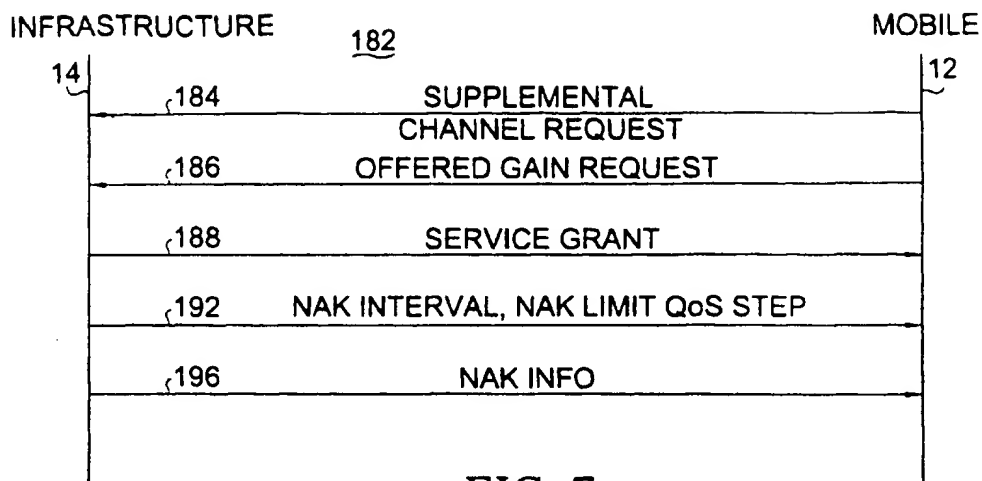 INFRASTRUCTURE
182
MOBILE
14
12
184
SUPPLEMENTAL
CHANNEL REQUEST
186 OFFERED GAIN REQUEST
188 SERVICE GRANT
192 NAK INTERVAL, NAK LIMIT QoS STEP
196 NAK INFO